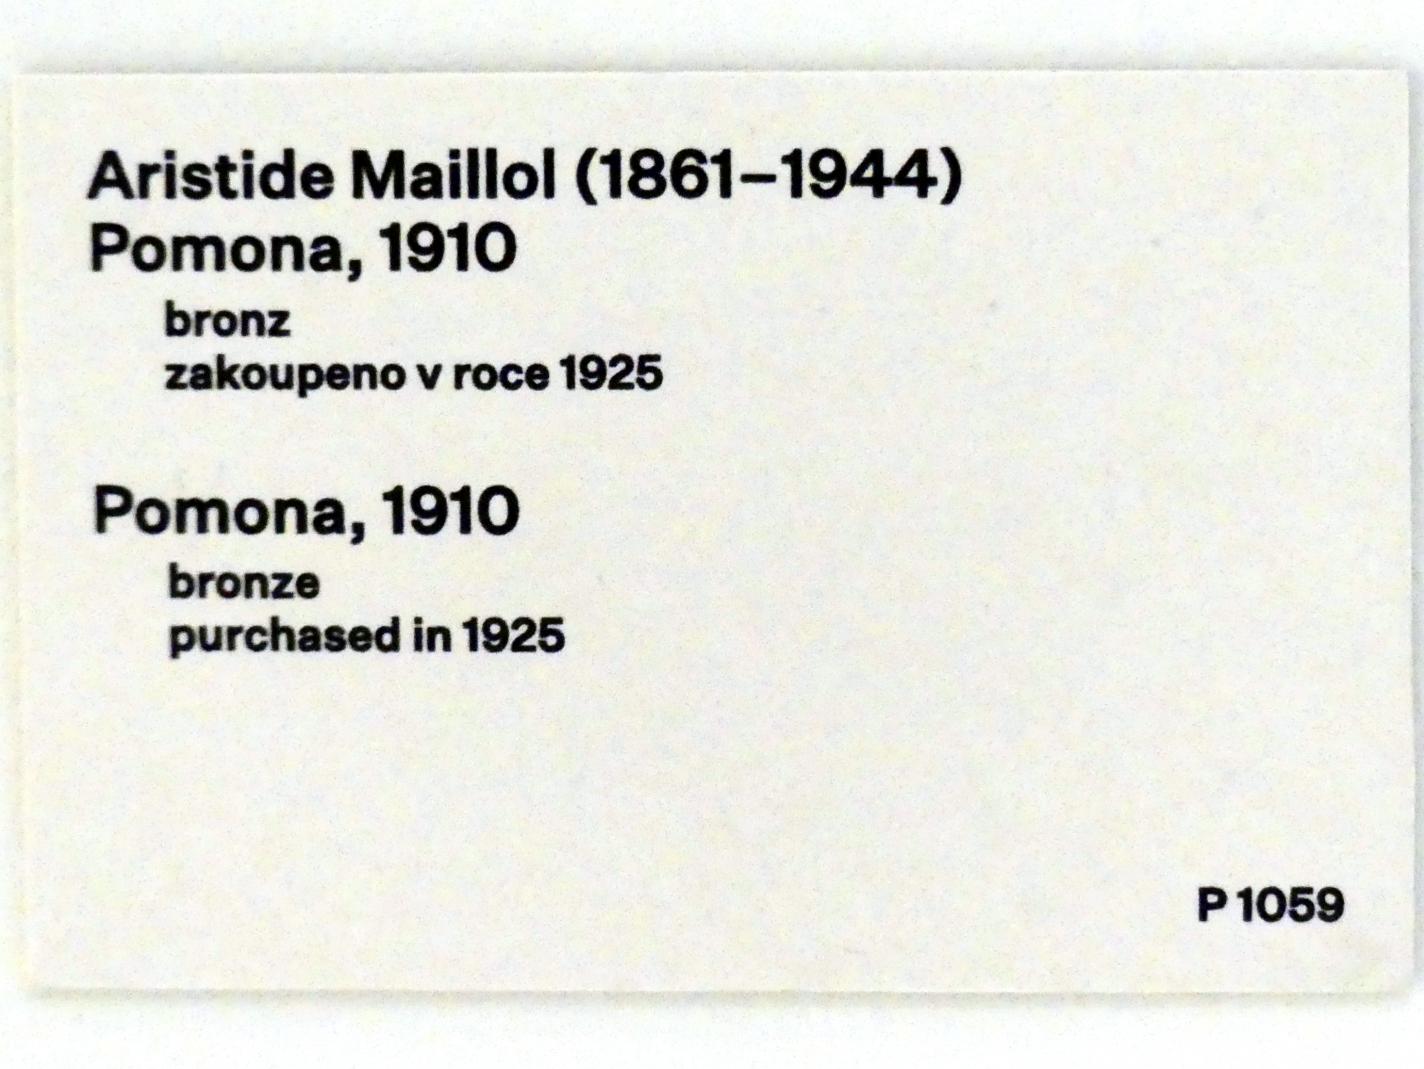 Aristide Maillol (1861–1944)
Pomona, 1910
bronz
zakoupeno v roce 1925
Pomona, 1910
bronze
purchased in 1925
P 1059